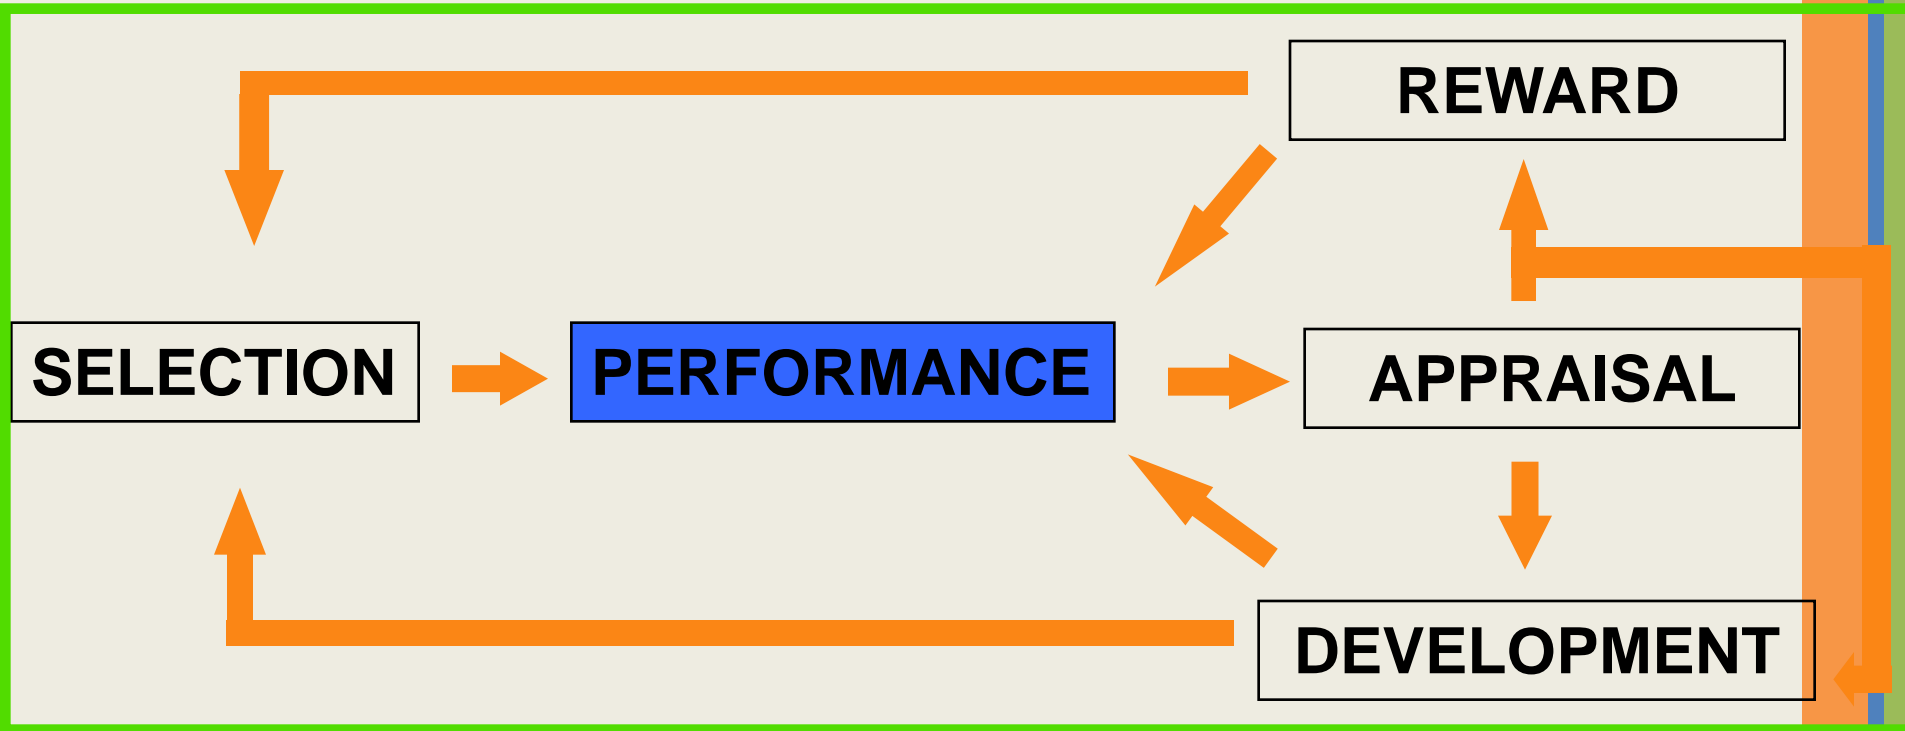 REWARD
SELECTION
PERFORMANCE
APPRAISAL
DEVELOPMENT